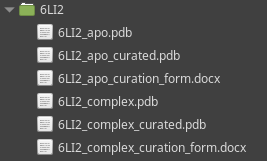 6LI2
6LI2_apo.pdb
6LI2_apo_curated.pdb
6LI2_apo_curation_form.docx
6LI2_complex.pdb
6LI2_complex_curated.pdb
6LI2_complex_curation_form.docx